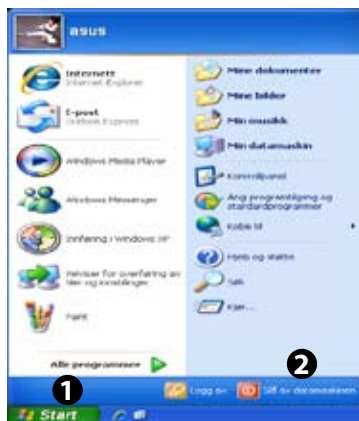 asus
Internett
Internet Explorer
E-post
Outlook Express
Windows Media Player
Windows Messenger
Innføring i Windows XP
Veiviser for overføring av
filer og innstillinger
Paint
Alle programmer
Mine dokumenter
Mine bilder
Min musikk
Min datamaskin
Kontrollpanel
Ang programtilgang og
standardprogrammer
Koble til
Hjelp og støtte
Søk
Kjør...
2
1
Logg av
Slå av datamaskinen
Start